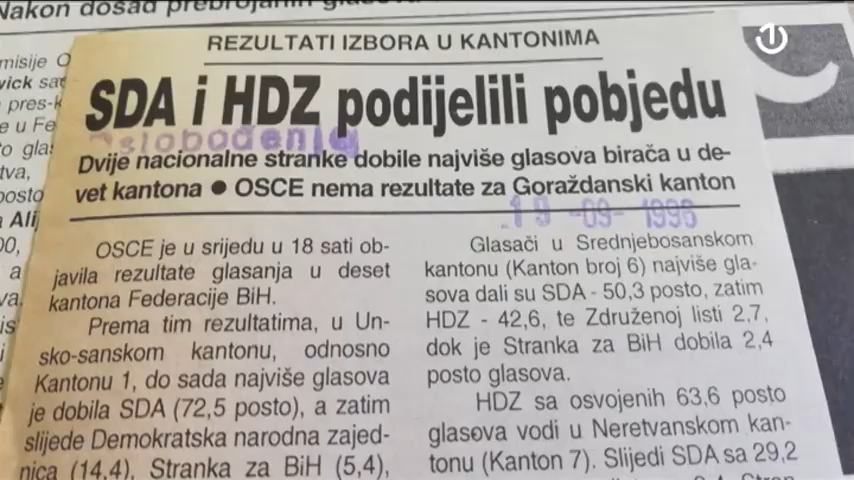 Nakon dosad prebrojanih glasova
REZULTATI IZBORA U KANTONIMA
SDA i HDZ podijelili pobjedu
Oslobođenje
Dvije nacionalne stranke dobile najviše glasova birača u de-
vet kantona ● OSCE nema rezultate za Goraždanski kanton
19 -09- 1996
OSCE je u srijedu u 18 sati ob-
javila rezultate glasanja u deset
kantona Federacije BiH.
Prema tim rezultatima, u Un-
sko-sanskom kantonu, odnosno
Kantonu 1, do sada najviše glasova
je dobila SDA (72,5 posto), a zatim
slijede Demokratska narodna zajed-
nica (14,4), Stranka za BiH (5,4),
Glasači u Srednjebosanskom
kantonu (Kanton broj 6) najviše gla-
sova dali su SDA - 50,3 posto, zatim
HDZ - 42,6, te Združenoj listi 2,7,
dok je Stranka za BiH dobila 2,4
posto glasova.
HDZ sa osvojenih 63,6 posto
glasova vodi u Neretvanskom kan-
tonu (Kanton 7). Slijedi SDA sa 29,2